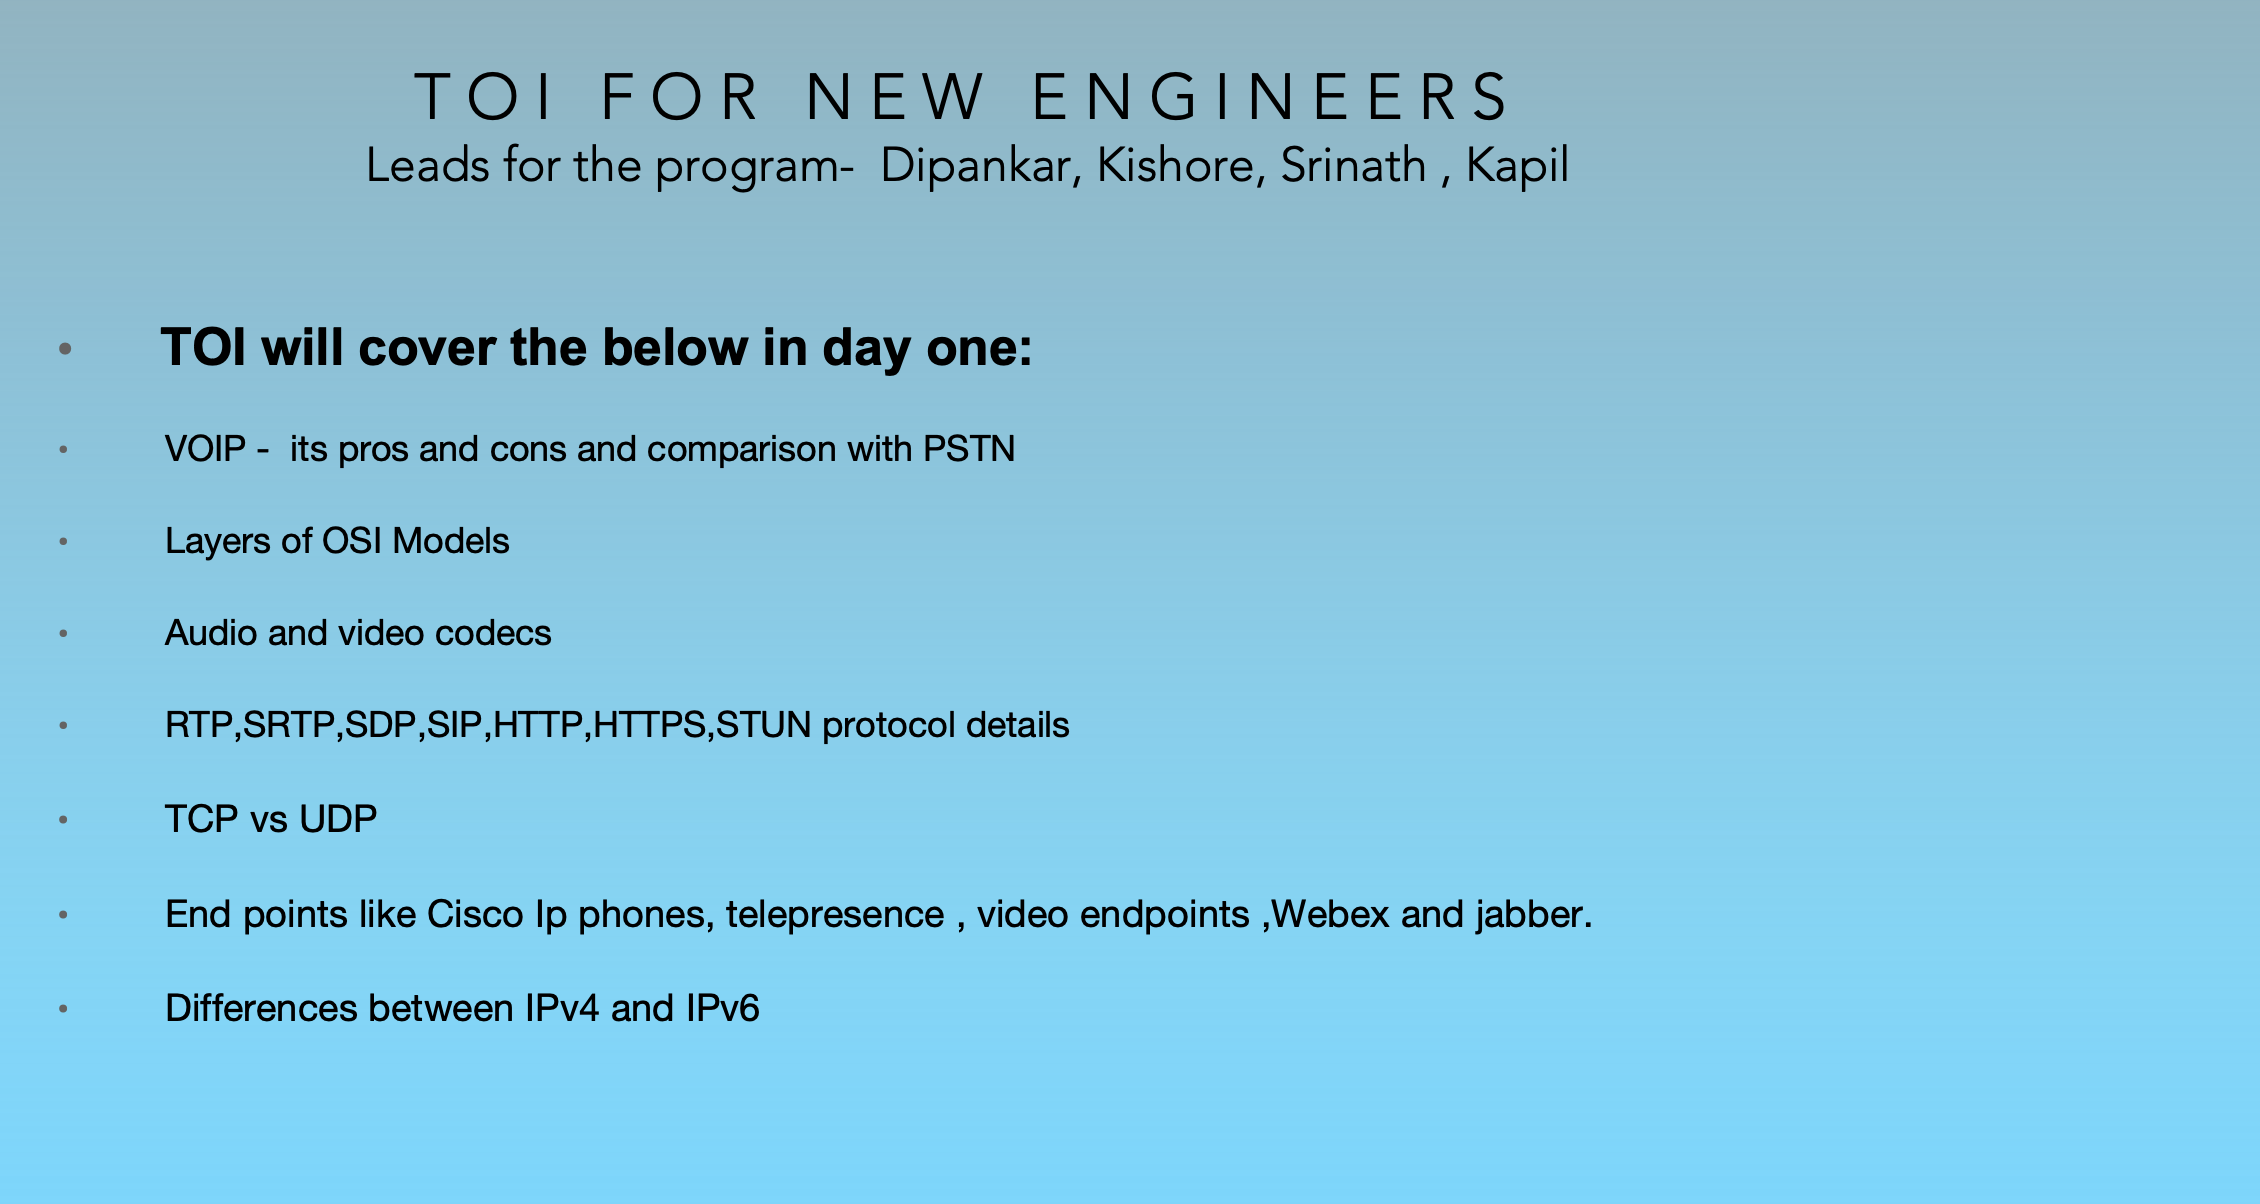 TOI FOR NEW ENGINEERS
Leads for the program-  Dipankar, Kishore, Srinath , Kapil
• TOI will cover the below in day one:
• VOIP -  its pros and cons and comparison with PSTN
• Layers of OSI Models
• Audio and video codecs
• RTP,SRTP,SDP,SIP,HTTP,HTTPS,STUN protocol details
• TCP vs UDP
• End points like Cisco Ip phones, telepresence , video endpoints ,Webex and jabber.
• Differences between IPv4 and IPv6